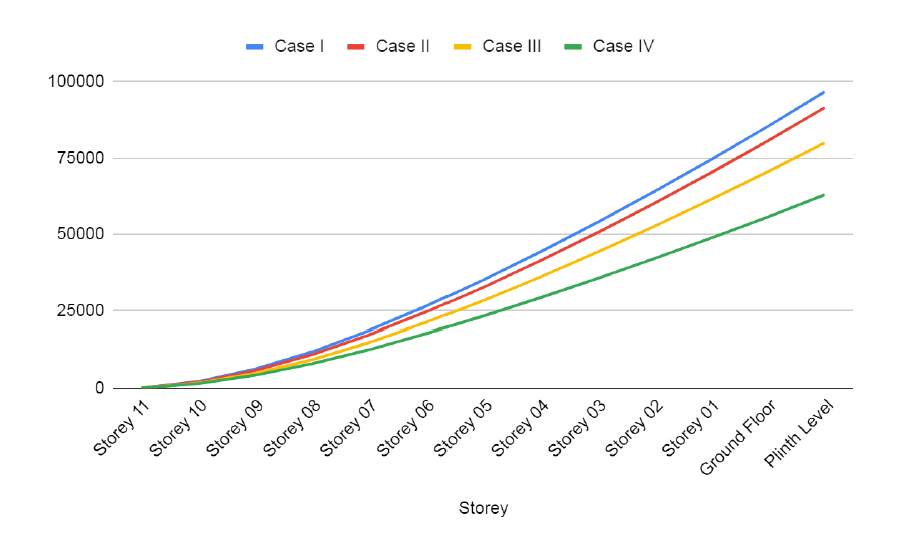 Case I Case II Case III Case IV
100000
75000
50000
25000
0
Storey 11
Storey 10
Storey 09
Storey 08
Storey 07
Storey 06
Storey 05
Storey 04
Storey 03
Storey 02
Storey 01
Ground Floor
Plinth Level
Storey